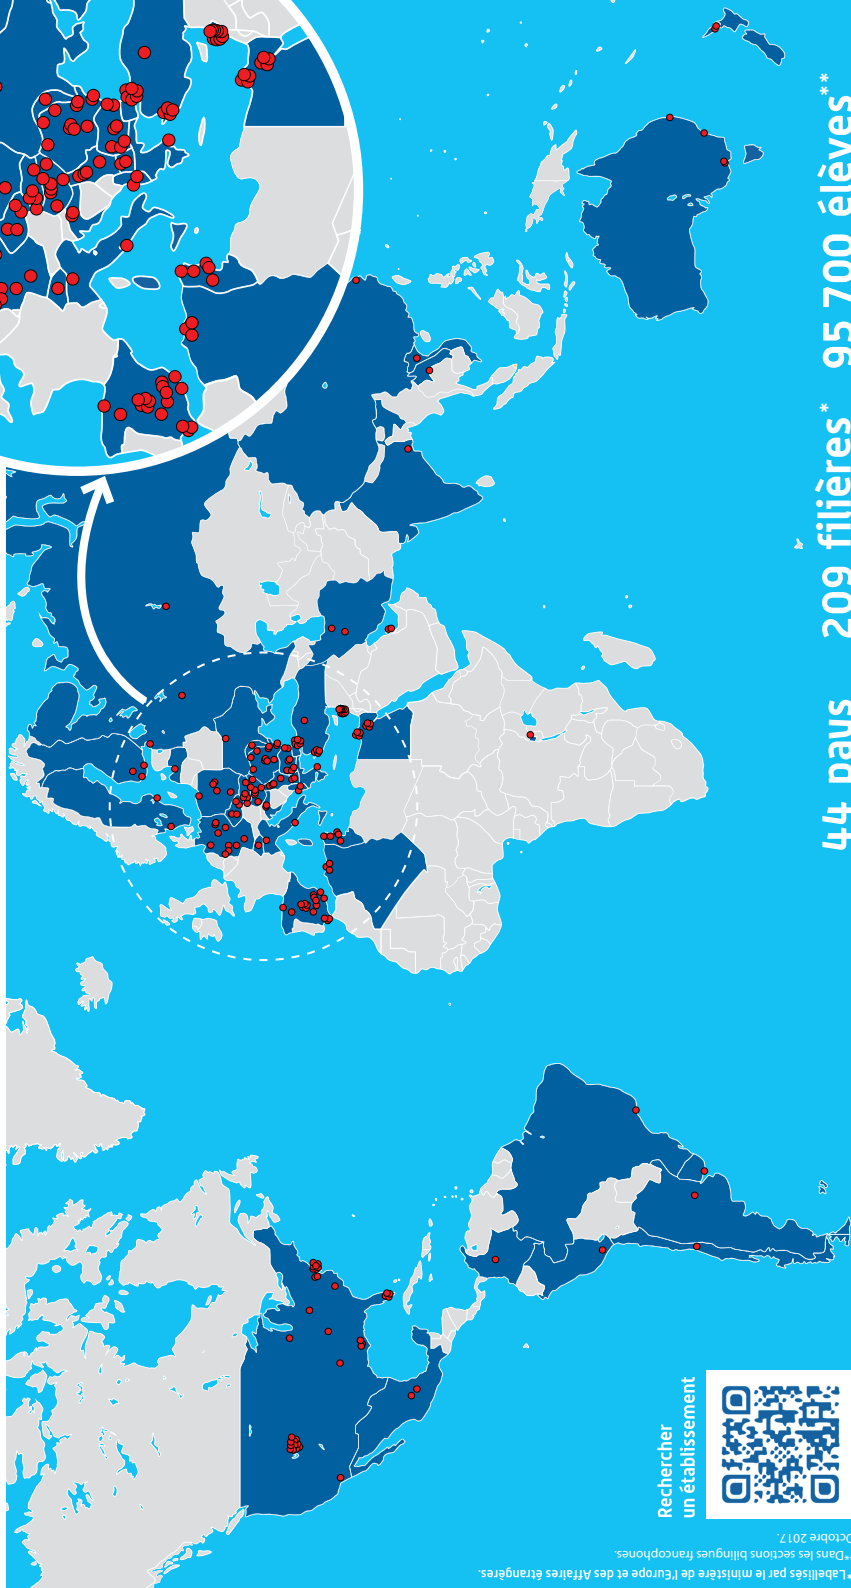 44 pays 209 filières* 95 700 élèves**
Rechercher
un établissement
*Labellisés par le ministère de l'Europe et des Affaires étrangères.
**Dans les sections bilingues francophones.
Octobre 2017.